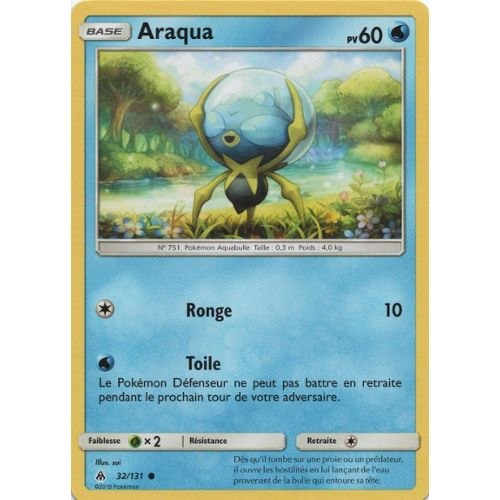 BASE Araqua PV60
N° 751 Pokémon Aquabulle Taille : 0,3 m Poids : 4,0 kg
Ronge 10
Toile
Le Pokémon Défenseur ne peut pas battre en retraite
pendant le prochain tour de votre adversaire.
Faiblesse ×2 Résistance Retraite
Illus. sui
32/131
©2018 Pokémon
Dès qu'il tombe sur une proie ou un prédateur,
il ouvre les hostilités en lui lançant l'eau
de la bulle qui entoure sa tête.